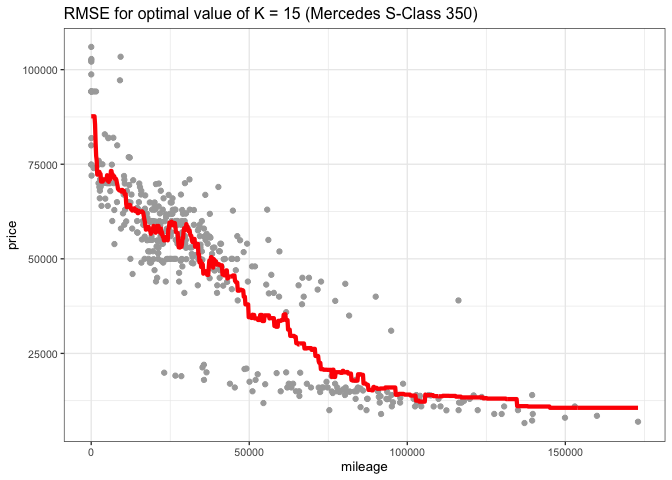 RMSE for optimal value of K = 15 (Mercedes S-Class 350)
100000
75000
price
50000
25000
0 50000 100000 150000
mileage